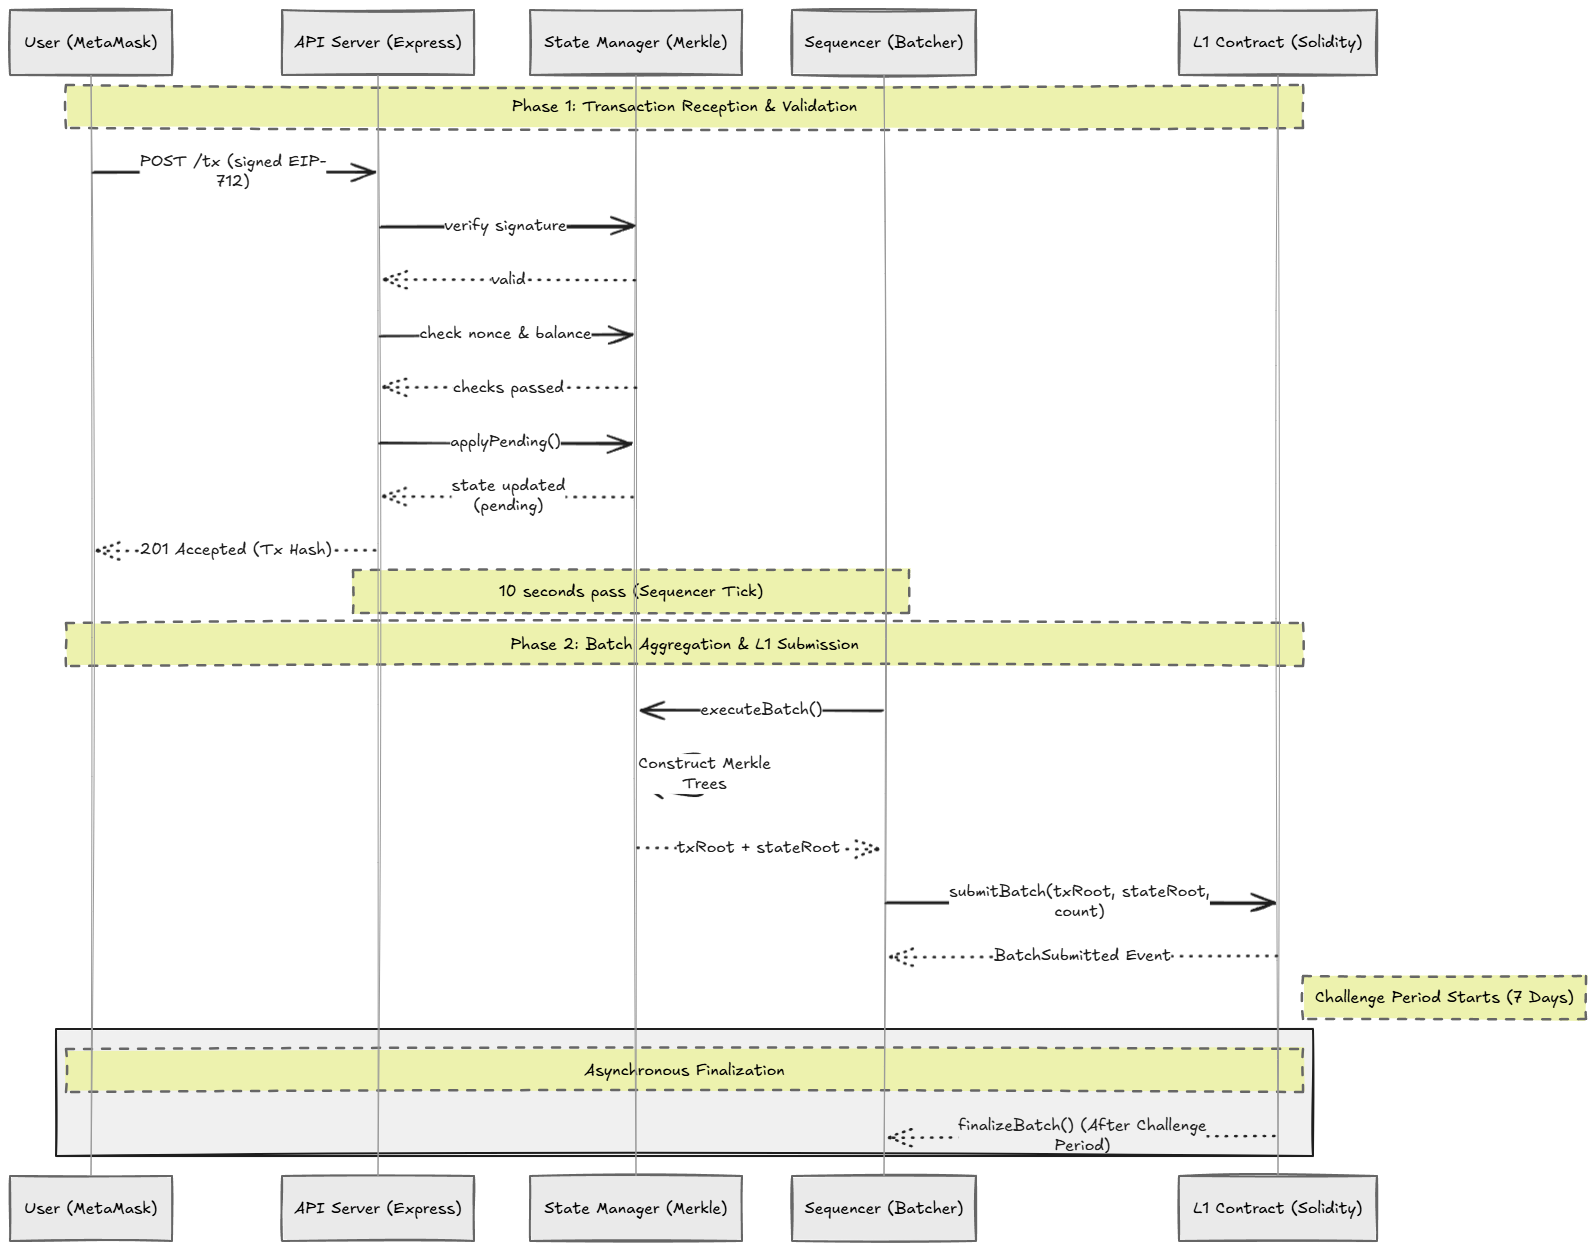 User (MetaMask)
API Server (Express)
State Manager (Merkle)
Sequencer (Batcher)
L1 Contract (Solidity)
Phase 1: Transaction Reception & Validation
POST /tx (signed EIP-
712)
verify signature
valid
check nonce & balance
checks passed
applyPending()
state updated
(pending)
201 Accepted (Tx Hash)
10 seconds pass (Sequencer Tick)
Phase 2: Batch Aggregation & L1 Submission
executeBatch()
Construct Merkle
Trees
txRoot + stateRoot
submitBatch(txRoot, stateRoot,
count)
BatchSubmitted Event
Challenge Period Starts (7 Days)
Asynchronous Finalization
finalizeBatch() (After Challenge
Period)
User (MetaMask)
API Server (Express)
State Manager (Merkle)
Sequencer (Batcher)
L1 Contract (Solidity)